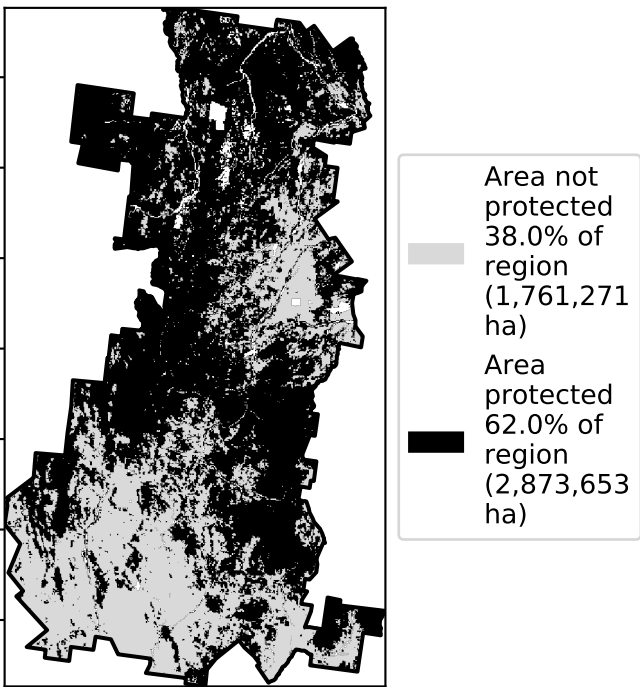 Area not
protected
38.0% of
region
(1,761,271
ha)
Area
protected
62.0% of
region
(2,873,653
ha)